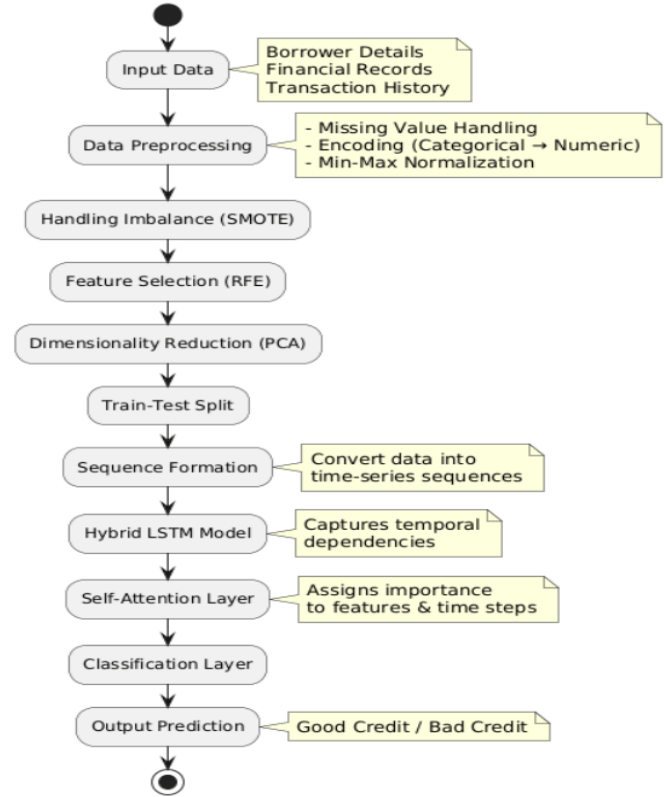 Input Data
Borrower Details
Financial Records
Transaction History
Data Preprocessing
- Missing Value Handling
- Encoding (Categorical → Numeric)
- Min-Max Normalization
Handling Imbalance (SMOTE)
Feature Selection (RFE)
Dimensionality Reduction (PCA)
Train-Test Split
Sequence Formation
Convert data into
time-series sequences
Hybrid LSTM Model
Captures temporal
dependencies
Self-Attention Layer
Assigns importance
to features & time steps
Classification Layer
Output Prediction
Good Credit / Bad Credit